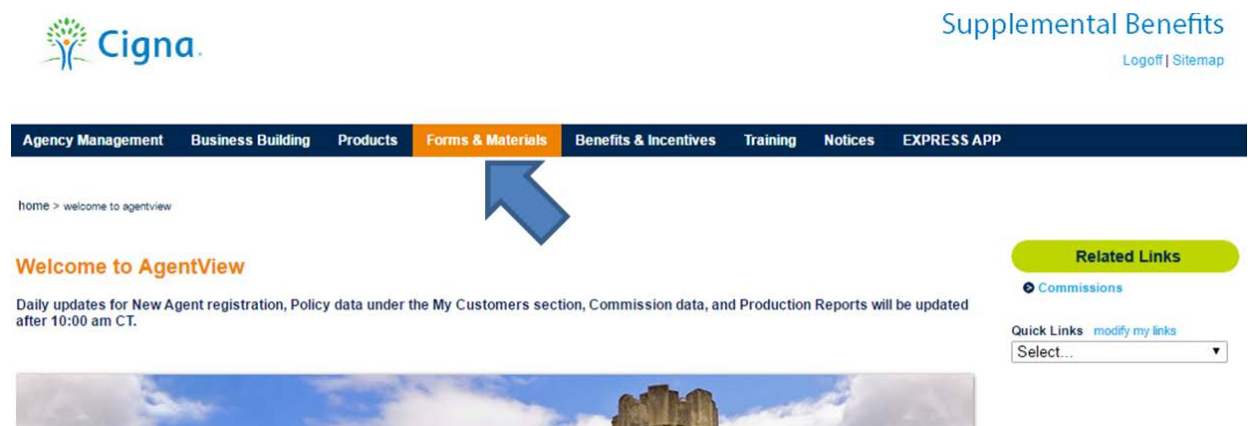 Cigna.
Supplemental Benefits
Logoff | Sitemap
Agency Management Business Building Products Forms & Materials Benefits & Incentives Training Notices EXPRESS APP
home > welcome to agentview
Welcome to AgentView
Daily updates for New Agent registration, Policy data under the My Customers section, Commission data, and Production Reports will be updated
after 10:00 am CT.
Related Links
Commissions
Quick Links modify my links
Select...